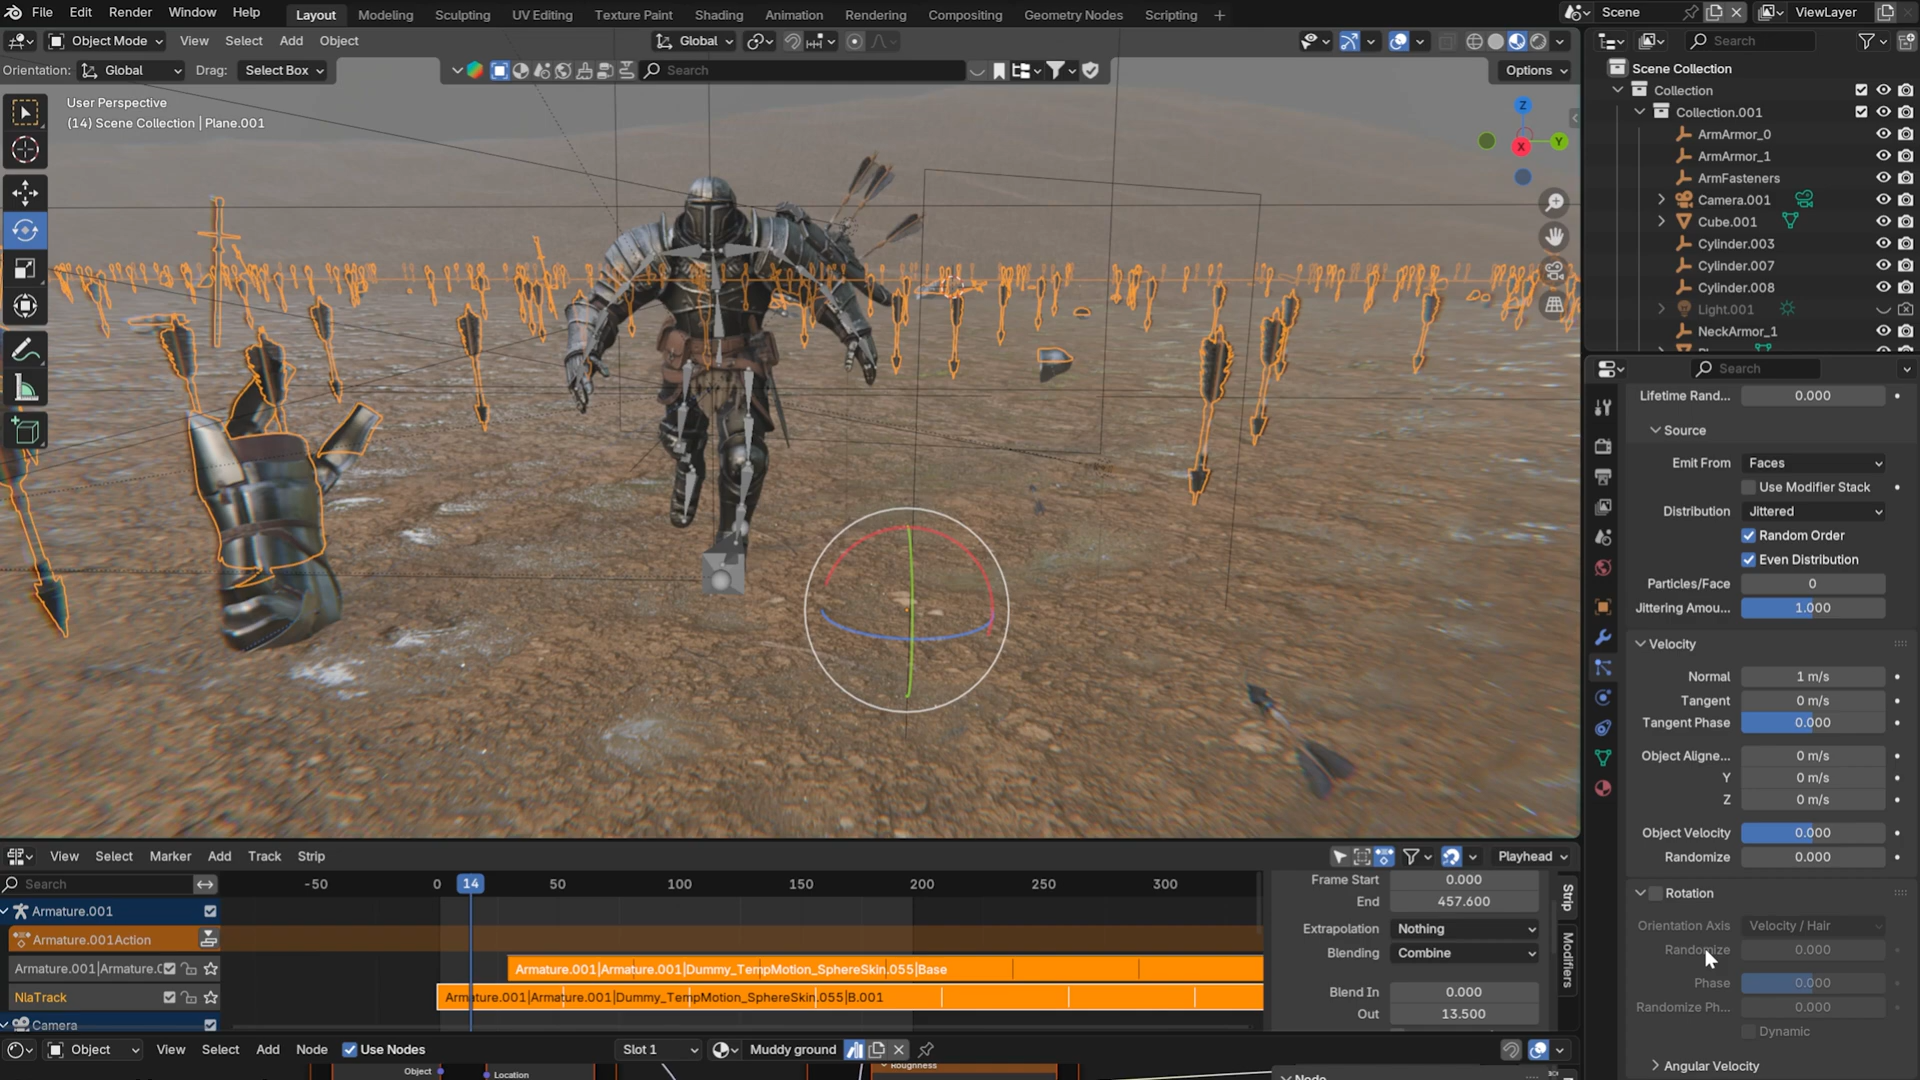 File Edit Render Window Help Layout Modeling Sculpting UV Editing Texture Paint Shading Animation Rendering Compositing Geometry Nodes Scripting + Scene ViewLayer
Object Mode View Select Add Object Global Search
Orientation: Global Drag: Select Box Search Options
Scene Collection
Collection
Collection.001
ArmArmor_0
ArmArmor_1
ArmFasteners
Camera.001
Cube.001
Cylinder.003
Cylinder.007
Cylinder.008
Light.001
NeckArmor_1
User Perspective
(14) Scene Collection | Plane.001
Z
Y
X
Search
Lifetime Rand... 0.000
Source
Emit From Faces
Use Modifier Stack
Distribution Jittered
Random Order
Even Distribution
Particles/Face 0
Jittering Amou... 1.000
Velocity
Normal 1 m/s
Tangent 0 m/s
Tangent Phase 0.000
Object Aligne... 0 m/s
Y 0 m/s
Z 0 m/s
Object Velocity 0.000
Randomize 0.000
Rotation
Orientation Axis Velocity / Hair
Randomize 0.000
Phase 0.000
Randomize Ph... 0.000
Dynamic
Angular Velocity
View Select Marker Add Track Strip Playhead
Search -50 0 14 50 100 150 200 250 300
Armature.001
Armature.001Action
Armature.001|Armature.0
Armature.001|Armature.001|Dummy_TempMotion_SphereSkin.055|Base
NlaTrack
Armature.001|Armature.001|Dummy_TempMotion_SphereSkin.055|B.001
Camera
Frame Start 0.000
End 457.600
Extrapolation Nothing
Blending Combine
Blend In 0.000
Out 13.500
Strip
Modifiers
Object View Select Add Node Use Nodes Slot 1 Muddy ground
Object Location Roughness Node